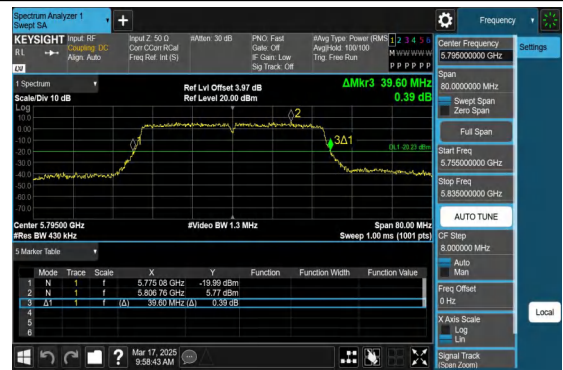 Spectrum Analyzer 1
Swept SA
Frequency
KEYSIGHT
RL
LXI
Input: RF
Coupling: DC
Align: Auto
Input Z: 50 Ω
Corr CCorr RCal
Freq Ref: Int (S)
#Atten: 30 dB
PNO: Fast
Gate: Off
IF Gain: Low
Sig Track: Off
#Avg Type: Power (RMS
Avg|Hold: 100/100
Trig: Free Run
1 2 3 4 5 6
M W W W W W
P P P P P P
Center Frequency
5.795000000 GHz
Settings
Span
80.0000000 MHz
Swept Span
Zero Span
Full Span
Start Freq
5.755000000 GHz
Stop Freq
5.835000000 GHz
AUTO TUNE
CF Step
8.000000 MHz
Auto
Man
Freq Offset
0 Hz
X Axis Scale
Log
Lin
Signal Track
(Span Zoom)
Local
1 Spectrum
Scale/Div 10 dB
Log
Ref Lvl Offset 3.97 dB
Ref Level 20.00 dBm
ΔMkr3 39.60 MHz
0.39 dB
10.0
0.00
-10.0
-20.0
-30.0
-40.0
-50.0
-60.0
-70.0
1
2
3Δ1
DL1 -20.23 dBm
Center 5.79500 GHz
#Res BW 430 kHz
#Video BW 1.3 MHz
Span 80.00 MHz
Sweep 1.00 ms (1001 pts)
5 Marker Table
Mode Trace Scale X Y Function Function Width Function Value
1 N 1 f 5.775 08 GHz -19.99 dBm
2 N 1 f 5.806 76 GHz 5.77 dBm
3 Δ1 1 f (Δ) 39.60 MHz (Δ) 0.39 dB
4
5
6
?
Mar 17, 2025
9:58:43 AM